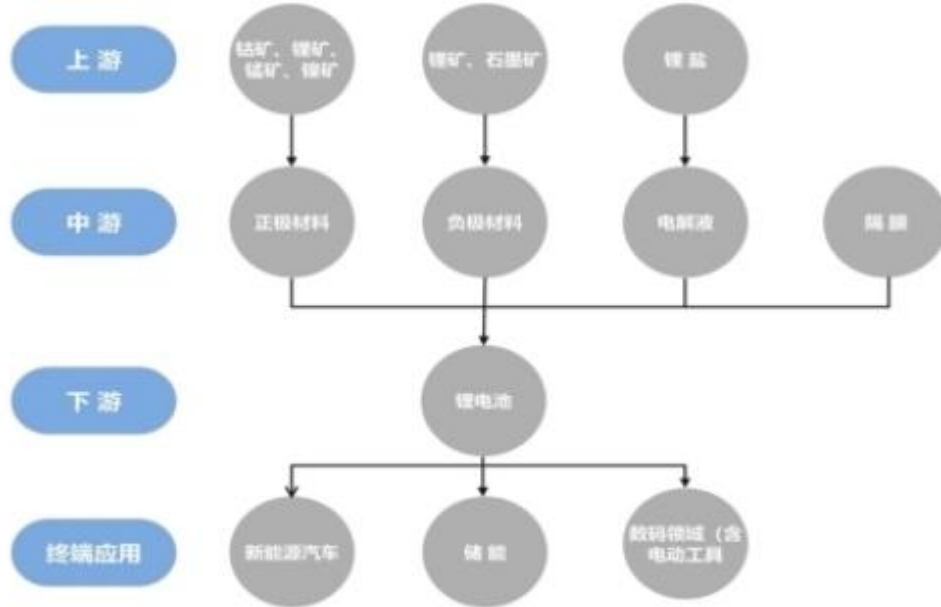 上游
钴矿、锂矿、
锰矿、镍矿
锂矿、石墨矿
锂盐
中游
正极材料
负极材料
电解液
隔膜
下游
锂电池
终端应用
新能源汽车
储能
数码领域（含
电动工具